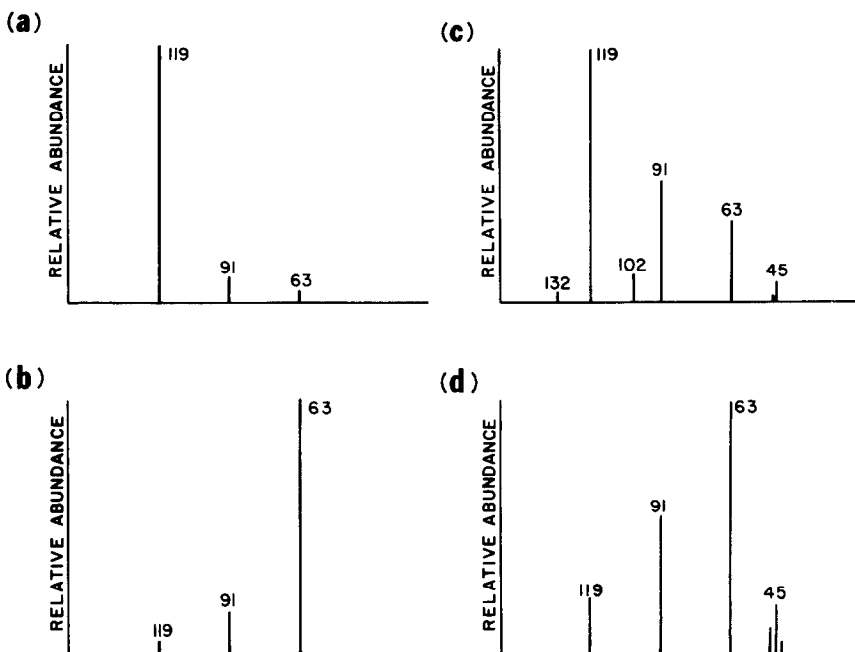 (a)
RELATIVE ABUNDANCE
119
91
63
(c)
RELATIVE ABUNDANCE
119
91
63
132
102
45
(b)
RELATIVE ABUNDANCE
63
91
119
(d)
RELATIVE ABUNDANCE
63
91
119
45